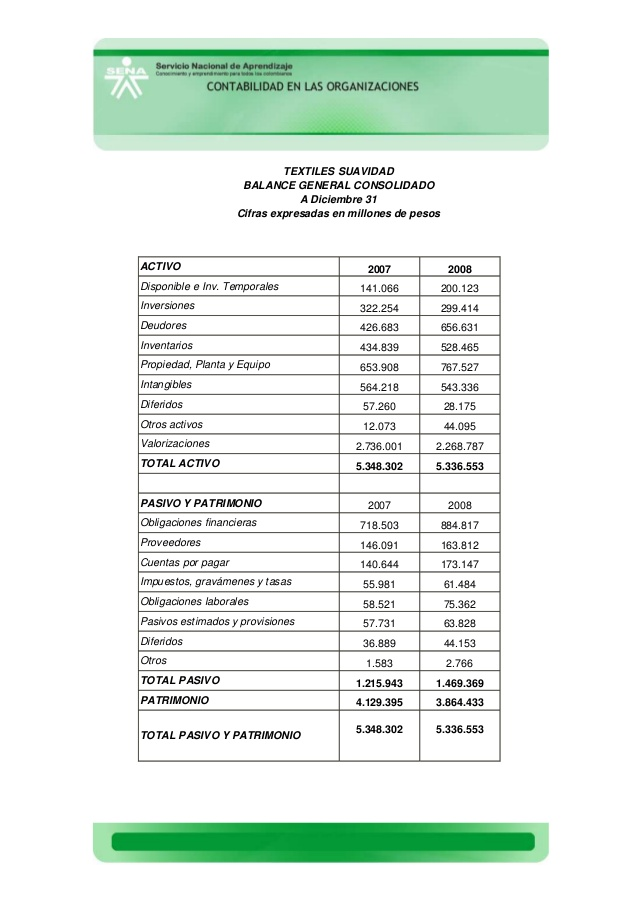 SENA
Servicio Nacional de Aprendizaje
Conocimiento y emprendimiento para todos los colombianos
CONTABILIDAD EN LAS ORGANIZACIONES
TEXTILES SUAVIDAD
BALANCE GENERAL CONSOLIDADO
A Diciembre 31
Cifras expresadas en millones de pesos
ACTIVO 2007 2008
Disponible e Inv. Temporales 141.066 200.123
Inversiones 322.254 299.414
Deudores 426.683 656.631
Inventarios 434.839 528.465
Propiedad, Planta y Equipo 653.908 767.527
Intangibles 564.218 543.336
Diferidos 57.260 28.175
Otros activos 12.073 44.095
Valorizaciones 2.736.001 2.268.787
TOTAL ACTIVO 5.348.302 5.336.553
PASIVO Y PATRIMONIO 2007 2008
Obligaciones financieras 718.503 884.817
Proveedores 146.091 163.812
Cuentas por pagar 140.644 173.147
Impuestos, gravámenes y tasas 55.981 61.484
Obligaciones laborales 58.521 75.362
Pasivos estimados y provisiones 57.731 63.828
Diferidos 36.889 44.153
Otros 1.583 2.766
TOTAL PASIVO 1.215.943 1.469.369
PATRIMONIO 4.129.395 3.864.433
TOTAL PASIVO Y PATRIMONIO 5.348.302 5.336.553